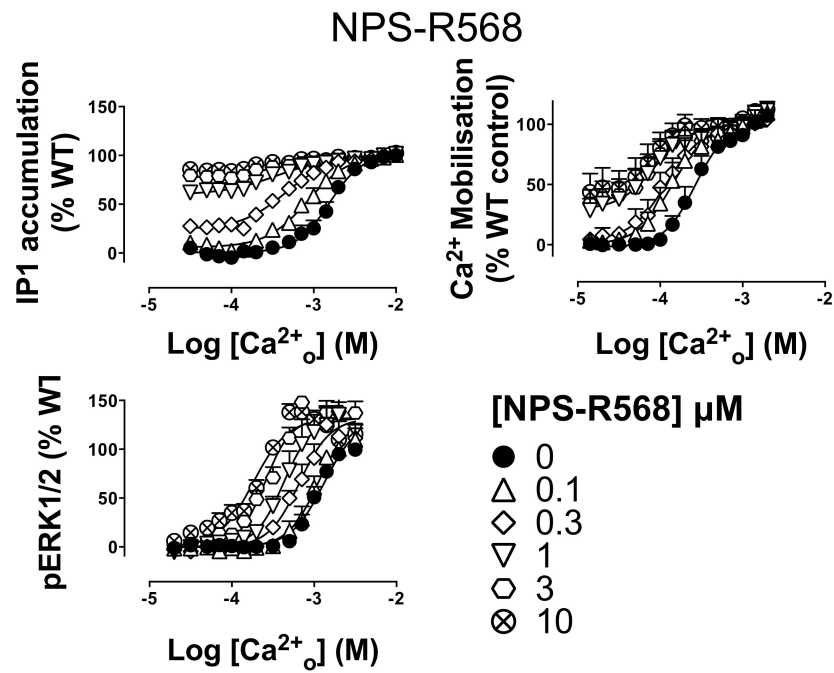 NPS-R568
IP1 accumulation
(% WT)
150
100
50
0
-5
-4
-3
-2
Log [Ca²⁺ₒ] (M)
Ca²⁺ Mobilisation
(% WT control)
100
50
0
-5
-4
-3
-2
Log [Ca²⁺ₒ] (M)
pERK1/2 (% WT
150
100
50
0
-5
-4
-3
-2
Log [Ca²⁺ₒ] (M)
[NPS-R568] µM
0
0.1
0.3
1
3
10